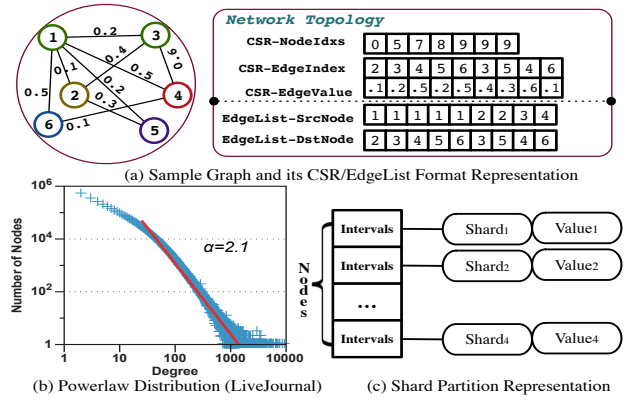 Network Topology
1 2 3 4 5 6
0.2 0.4 0.1 0.2 0.5 0.6 0.5 0.3 0.1
CSR-NodeIdxs 0 5 7 8 9 9 9
CSR-EdgeIndex 2 3 4 5 6 3 5 4 6
CSR-EdgeValue .1 .2 .5 .2 .5 .4 .3 .6 .1
EdgeList-SrcNode 1 1 1 1 1 2 2 3 4
EdgeList-DstNode 2 3 4 5 6 3 5 4 6
(a) Sample Graph and its CSR/EdgeList Format Representation
Number of Nodes
10^6
10^4
10^2
1
α=2.1
1 10 100 1000 10000
Degree
(b) Powerlaw Distribution (LiveJournal)
Nodes
Intervals Shard1 Value1
Intervals Shard2 Value2
...
Intervals Shard4 Value4
(c) Shard Partition Representation